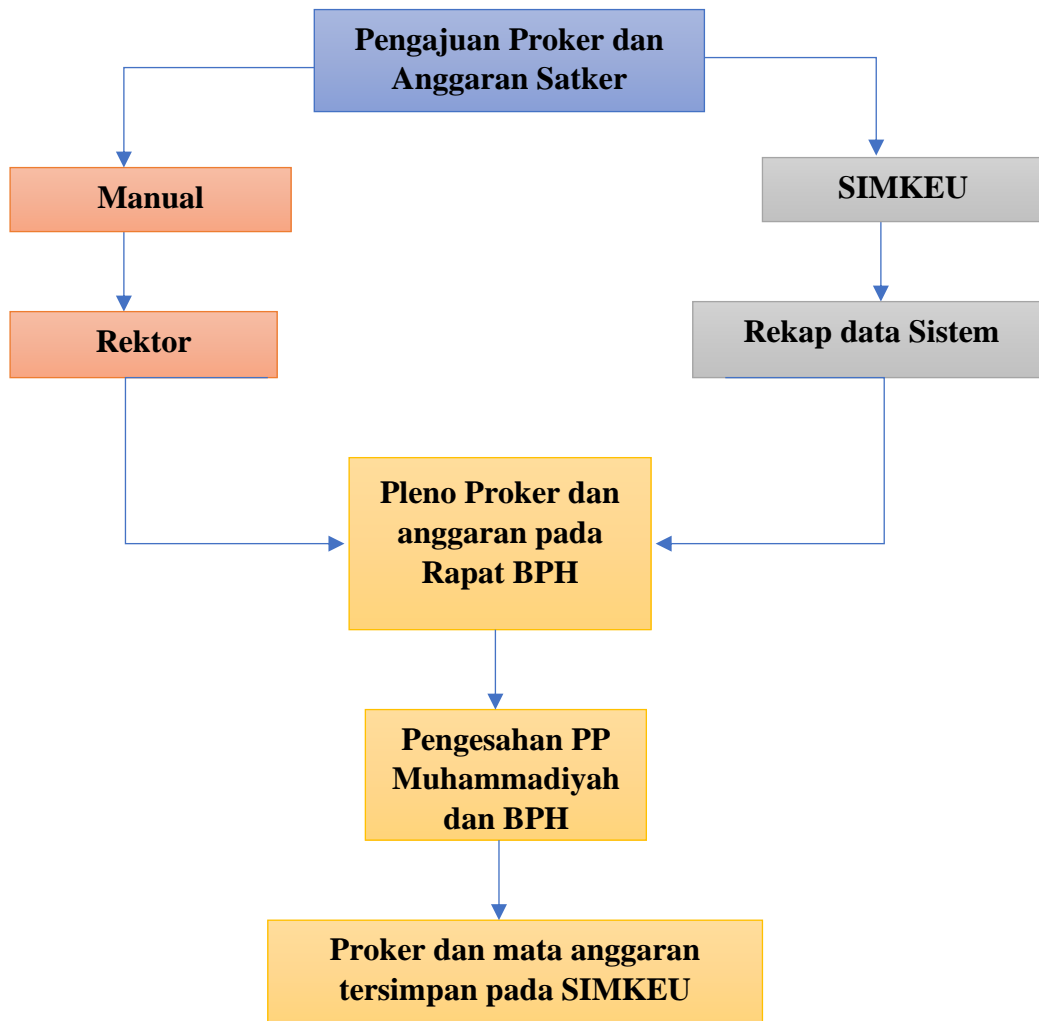 Pengajuan Proker dan
Anggaran Satker
Manual
SIMKEU
Rektor
Rekap data Sistem
Pleno Proker dan
anggaran pada
Rapat BPH
Pengesahan PP
Muhammadiyah
dan BPH
Proker dan mata anggaran
tersimpan pada SIMKEU